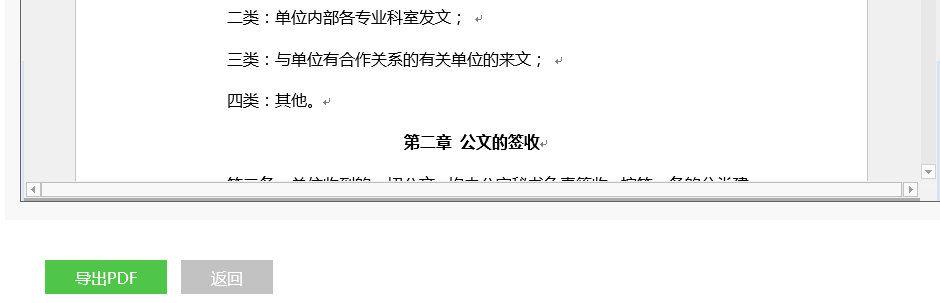 二类：单位内部各专业科室发文；
三类：与单位有合作关系的有关单位的来文；
四类：其他。
第二章 公文的签收
导出PDF
返回